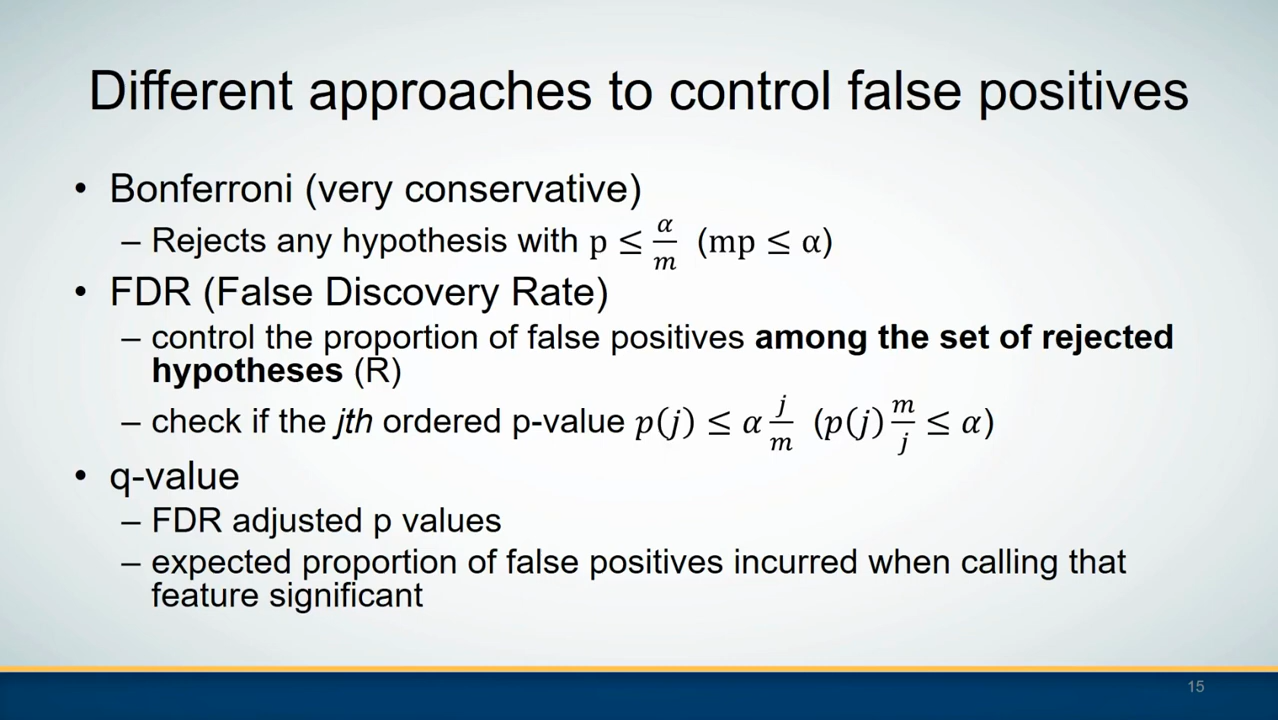 Different approaches to control false positives
• Bonferroni (very conservative)
– Rejects any hypothesis with p ≤ α/m (mp ≤ α)
• FDR (False Discovery Rate)
– control the proportion of false positives among the set of rejected
hypotheses (R)
– check if the jth ordered p-value p(j) ≤ α j/m (p(j) m/j ≤ α)
• q-value
– FDR adjusted p values
– expected proportion of false positives incurred when calling that
feature significant
15